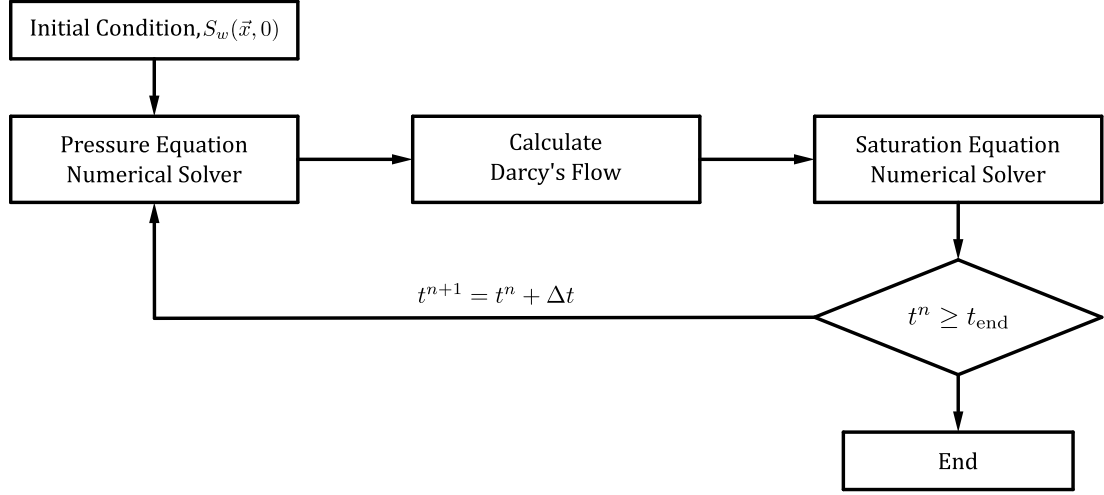 Initial Condition, $S_w(\vec{x}, 0)$
Pressure Equation
Numerical Solver
Calculate
Darcy's Flow
Saturation Equation
Numerical Solver
$t^{n+1} = t^n + \Delta t$
$t^n \geq t_{\text{end}}$
End